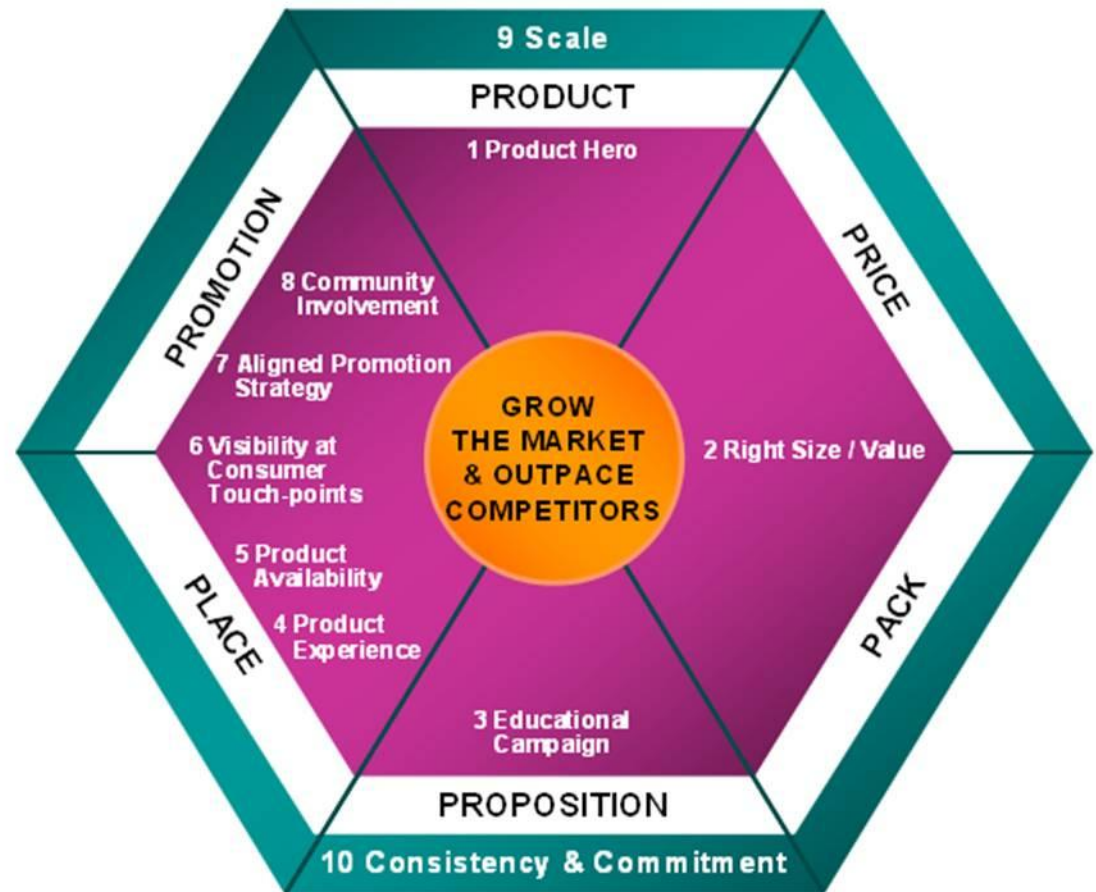 9 Scale
PRODUCT
1 Product Hero
PROMOTION
PRICE
8 Community
Involvement
7 Aligned Promotion
Strategy
GROW
THE MARKET
& OUTPACE
COMPETITORS
6 Visibility at
Consumer
Touch-points
2 Right Size / Value
5 Product
Availability
PLACE
PACK
4 Product
Experience
3 Educational
Campaign
PROPOSITION
10 Consistency & Commitment